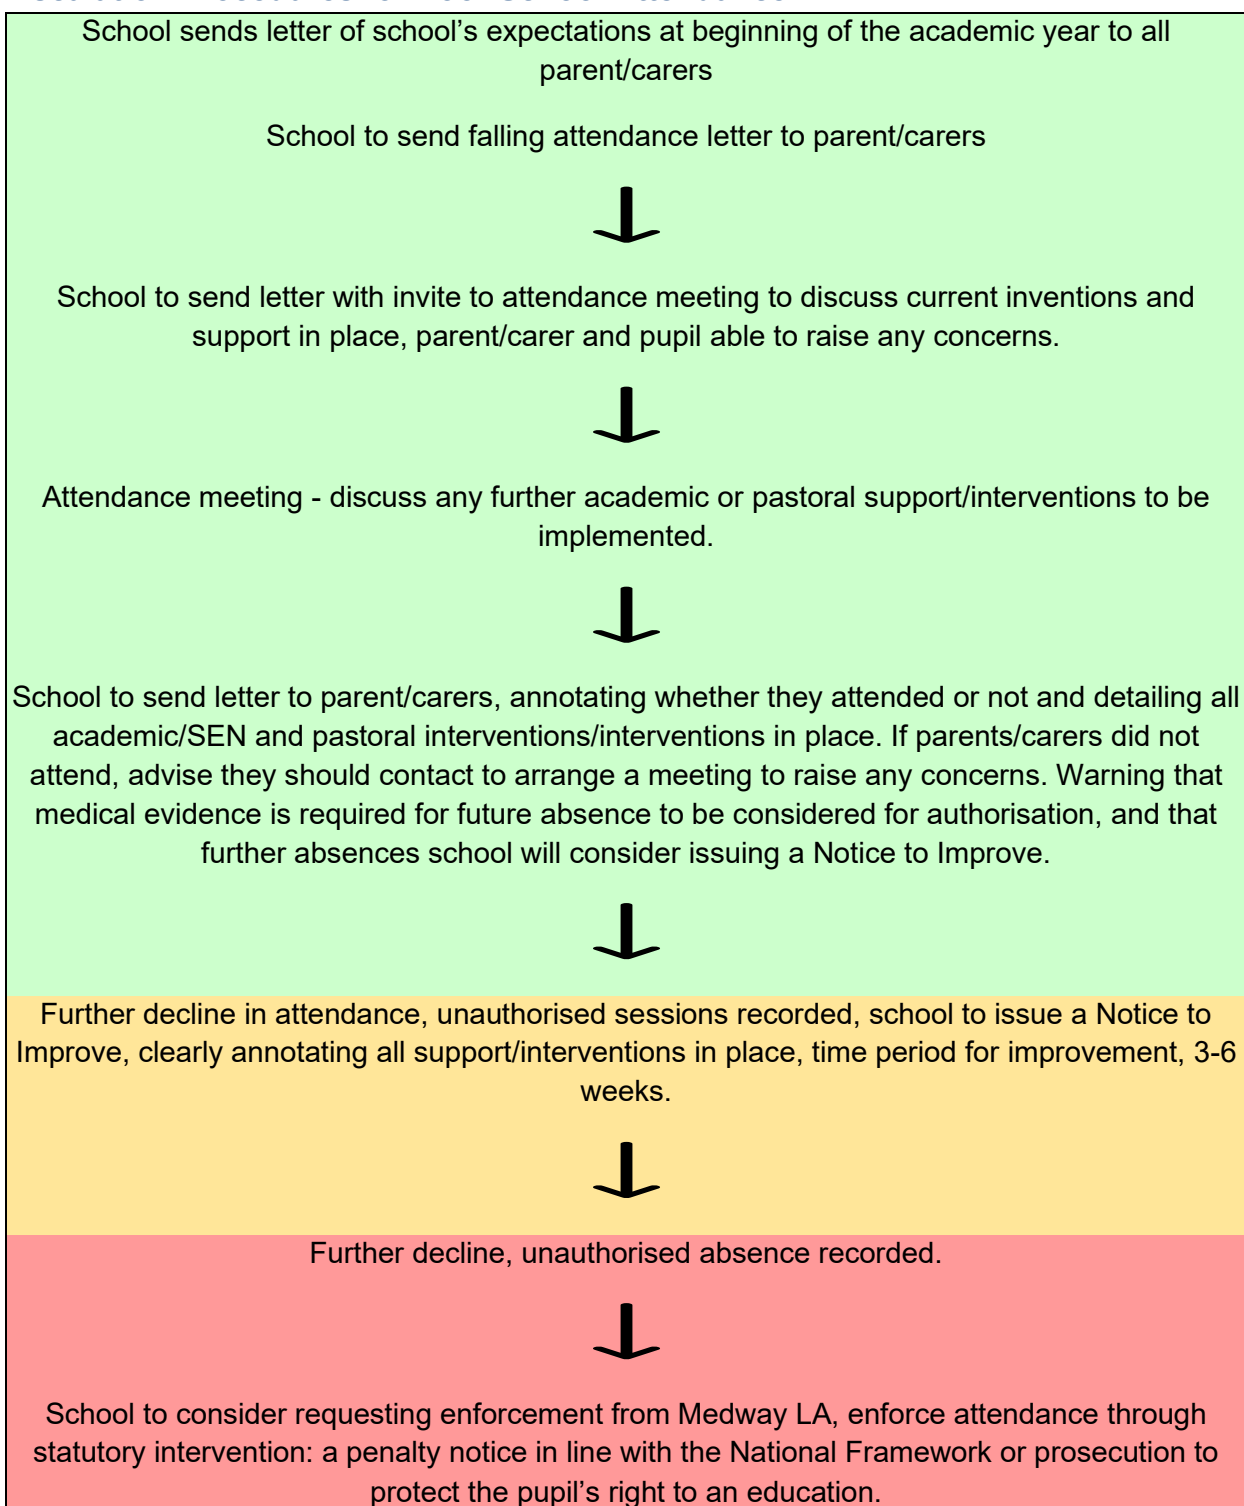 School sends letter of school’s expectations at beginning of the academic year to all
parent/carers
School to send falling attendance letter to parent/carers
School to send letter with invite to attendance meeting to discuss current inventions and
support in place, parent/carer and pupil able to raise any concerns.
Attendance meeting - discuss any further academic or pastoral support/interventions to be
implemented.
School to send letter to parent/carers, annotating whether they attended or not and detailing all
academic/SEN and pastoral interventions/interventions in place. If parents/carers did not
attend, advise they should contact to arrange a meeting to raise any concerns. Warning that
medical evidence is required for future absence to be considered for authorisation, and that
further absences school will consider issuing a Notice to Improve.
Further decline in attendance, unauthorised sessions recorded, school to issue a Notice to
Improve, clearly annotating all support/interventions in place, time period for improvement, 3-6
weeks.
Further decline, unauthorised absence recorded.
School to consider requesting enforcement from Medway LA, enforce attendance through
statutory intervention: a penalty notice in line with the National Framework or prosecution to
protect the pupil’s right to an education.